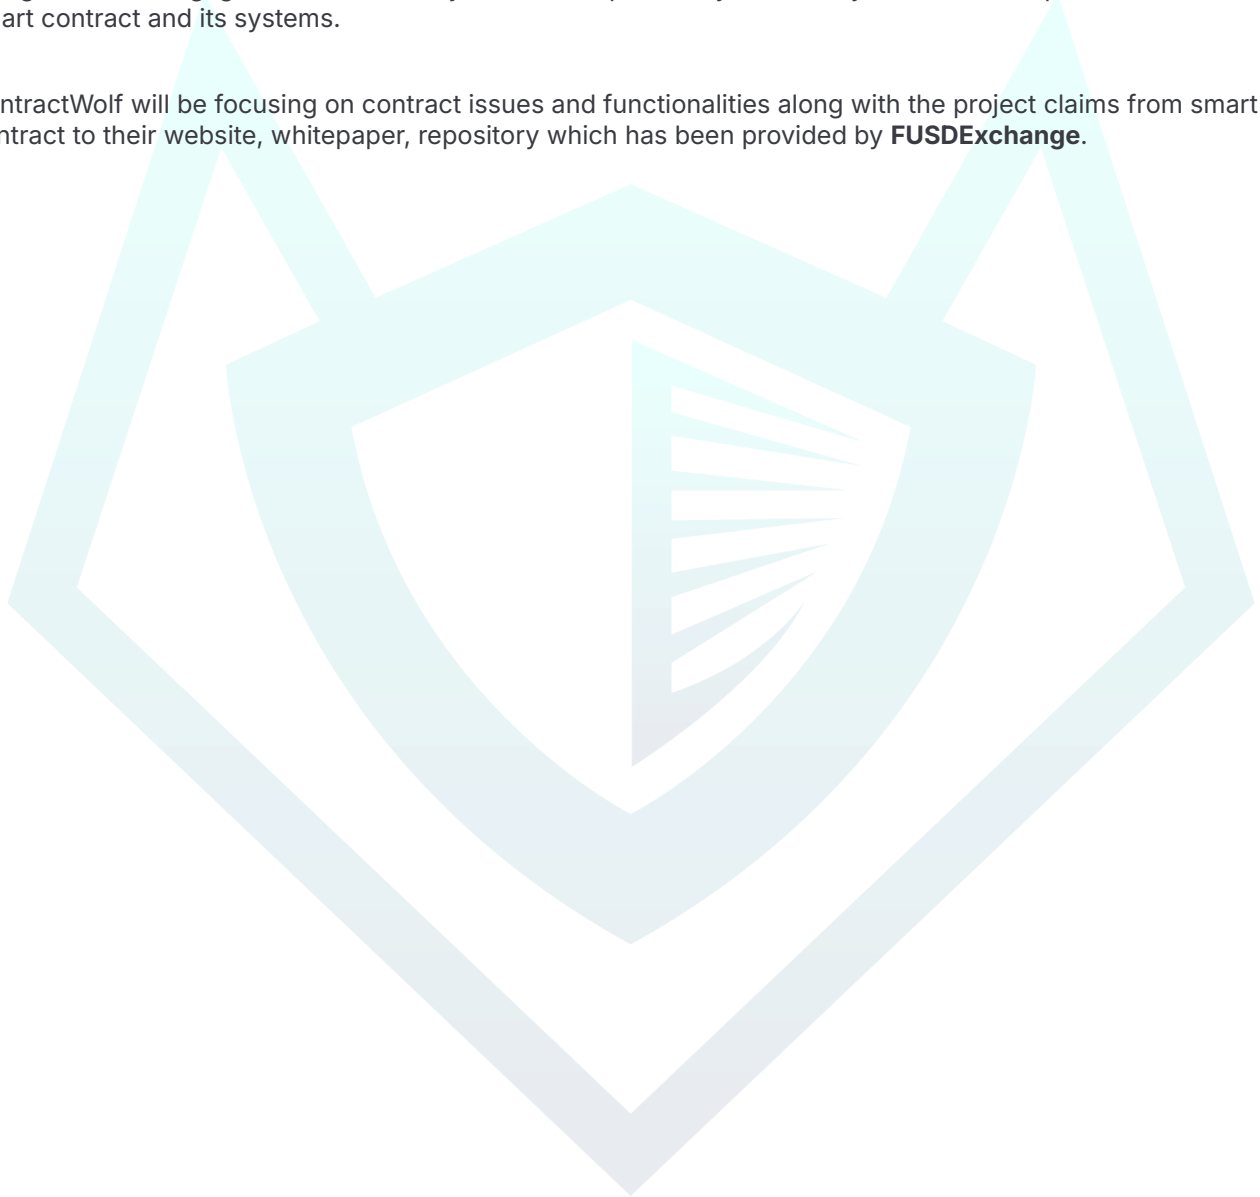 art contract and its systems.
ntractWolf will be focusing on contract issues and functionalities along with the project claims from smart
ntract to their website, whitepaper, repository which has been provided by FUSDExchange.